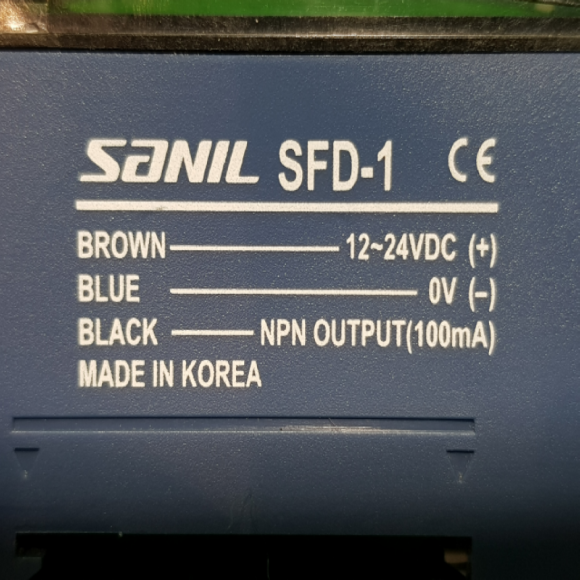 SANIL SFD-1 CE
BROWN 12~24VDC (+)
BLUE 0V (-)
BLACK NPN OUTPUT(100mA)
MADE IN KOREA